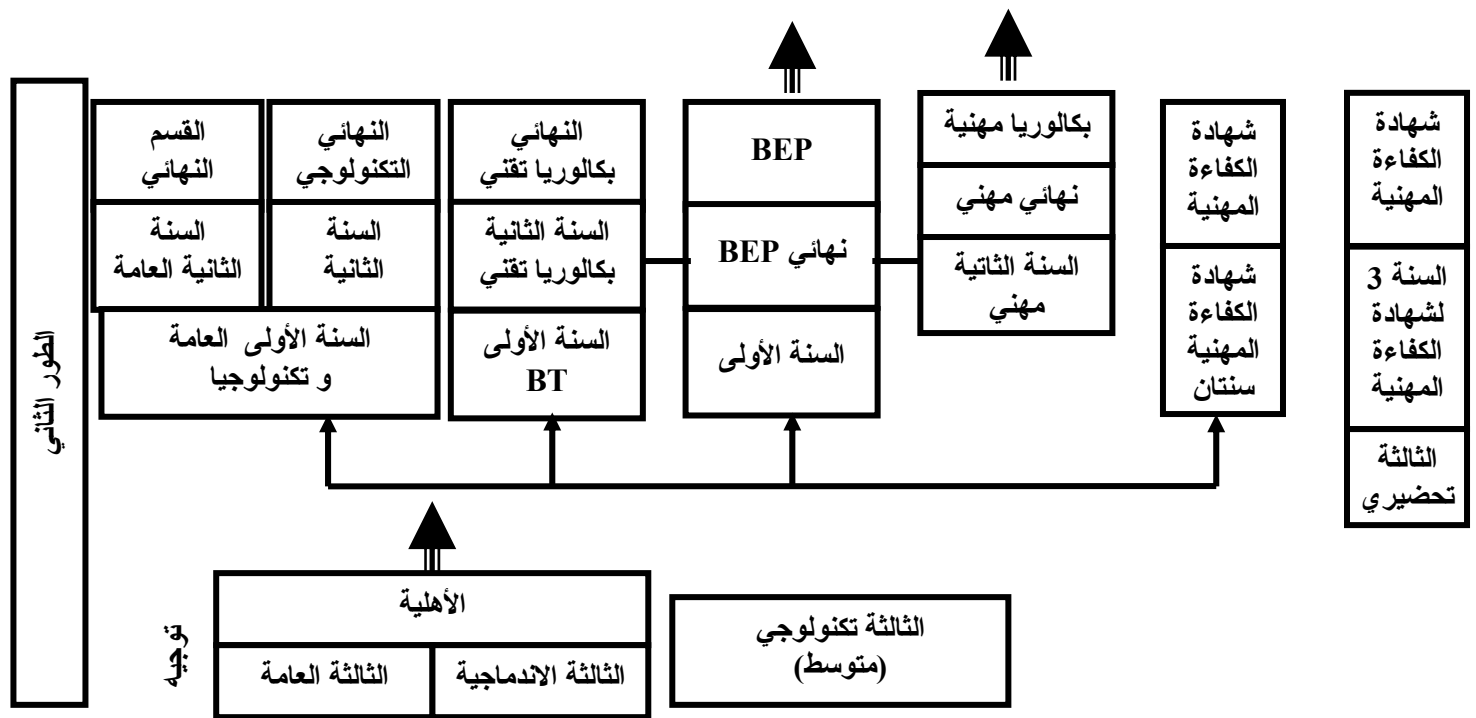 الطور الثاني
القسم
النهائي
السنة
الثانية العامة
النهائي
التكنولوجي
السنة
الثانية
السنة الأولى العامة
و تكنولوجيا
النهائي
بكالوريا تقني
السنة الثانية
بكالوريا تقني
السنة الأولى
BT
BEP
نهائي BEP
السنة الأولى
بكالوريا مهنية
نهائي مهني
السنة الثاتية
مهني
شهادة
الكفاءة
المهنية
شهادة
الكفاءة
المهنية
سنتان
شهادة
الكفاءة
المهنية
السنة 3
لشهادة
الكفاءة
المهنية
الثالثة
تحضيري
توجيه
الأهلية
الثالثة العامة
الثالثة الاندماجية
الثالثة تكنولوجي
(متوسط)